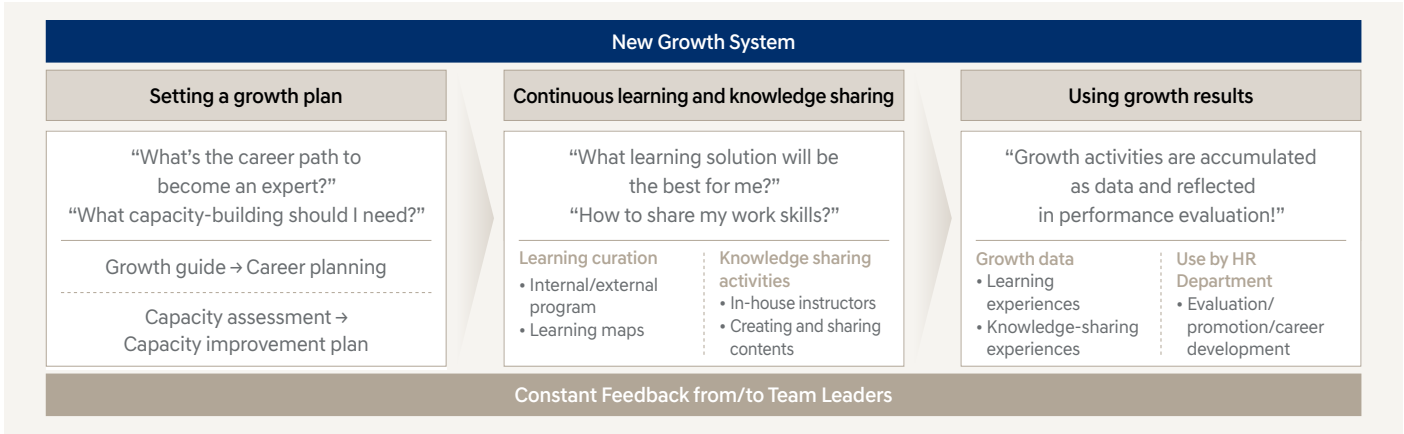 New Growth System
Setting a growth plan
“What’s the career path to
become an expert?”
“What capacity-building should I need?”
Growth guide → Career planning
Capacity assessment →
Capacity improvement plan
Continuous learning and knowledge sharing
“What learning solution will be
the best for me?”
“How to share my work skills?”
Learning curation
• Internal/external
program
• Learning maps
Knowledge sharing
activities
• In-house instructors
• Creating and sharing
contents
Using growth results
“Growth activities are accumulated
as data and reflected
in performance evaluation!”
Growth data
• Learning
experiences
• Knowledge-sharing
experiences
Use by HR
Department
• Evaluation/
promotion/career
development
Constant Feedback from/to Team Leaders